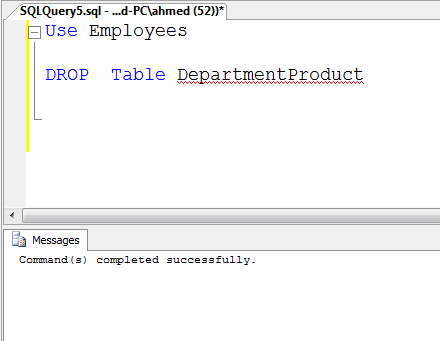 SQLQuery5.sql - ...d-PC\ahmed (52))*
Use Employees
DROP  Table DepartmentProduct
Messages
Command(s) completed successfully.